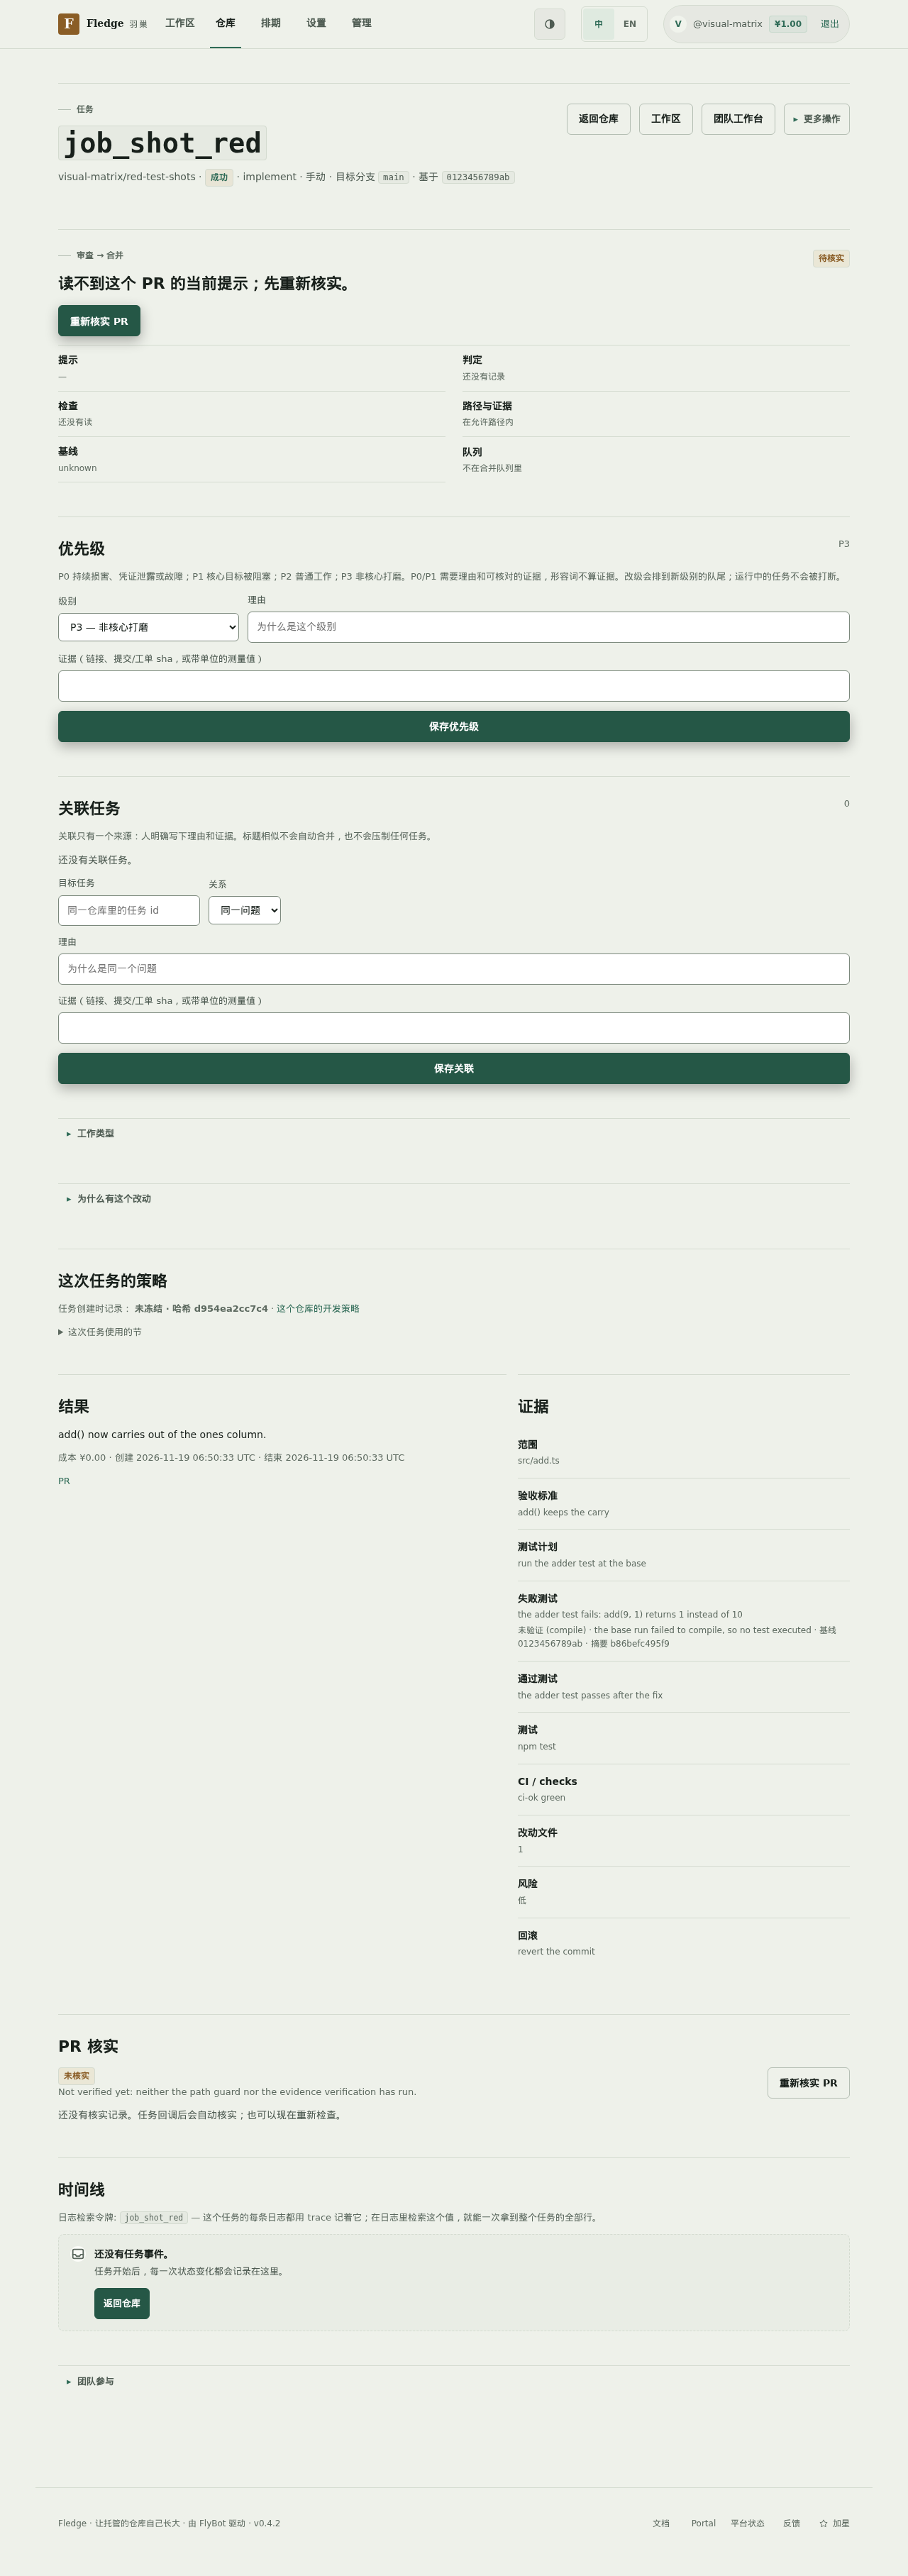 F Fledge 羽巢 工作区 仓库 排期 设置 管理 中 EN V @visual-matrix ¥1.00 退出
任务
返回仓库 工作区 团队工作台 ▸ 更多操作
job_shot_red
visual-matrix/red-test-shots · 成功 · implement · 手动 · 目标分支 main · 基于 0123456789ab
审查 → 合并
待核实
读不到这个 PR 的当前提示；先重新核实。
重新核实 PR
提示
—
判定
还没有记录
检查
还没有读
路径与证据
在允许路径内
基线
unknown
队列
不在合并队列里
优先级
P3
P0 持续损害、凭证泄露或故障；P1 核心目标被阻塞；P2 普通工作；P3 非核心打磨。P0/P1 需要理由和可核对的证据，形容词不算证据。改级会排到新级别的队尾；运行中的任务不会被打断。
级别
理由
P3 — 非核心打磨
为什么是这个级别
证据（链接、提交/工单 sha，或带单位的测量值）
保存优先级
关联任务
0
关联只有一个来源：人明确写下理由和证据。标题相似不会自动合并，也不会压制任何任务。
还没有关联任务。
目标任务
关系
同一仓库里的任务 id
同一问题
理由
为什么是同一个问题
证据（链接、提交/工单 sha，或带单位的测量值）
保存关联
▸ 工作类型
▸ 为什么有这个改动
这次任务的策略
任务创建时记录： 未冻结 · 哈希 d954ea2cc7c4 · 这个仓库的开发策略
▶ 这次任务使用的节
结果
add() now carries out of the ones column.
成本 ¥0.00 · 创建 2026-11-19 06:50:33 UTC · 结束 2026-11-19 06:50:33 UTC
PR
证据
范围
src/add.ts
验收标准
add() keeps the carry
测试计划
run the adder test at the base
失败测试
the adder test fails: add(9, 1) returns 1 instead of 10
未验证 (compile) · the base run failed to compile, so no test executed · 基线
0123456789ab · 摘要 b86befc495f9
通过测试
the adder test passes after the fix
测试
npm test
CI / checks
ci-ok green
改动文件
1
风险
低
回滚
revert the commit
PR 核实
未核实
Not verified yet: neither the path guard nor the evidence verification has run.
重新核实 PR
还没有核实记录。任务回调后会自动核实；也可以现在重新检查。
时间线
日志检索令牌: job_shot_red — 这个任务的每条日志都用 trace 记着它；在日志里检索这个值，就能一次拿到整个任务的全部行。
还没有任务事件。
任务开始后，每一次状态变化都会记录在这里。
返回仓库
▸ 团队参与
Fledge · 让托管的仓库自己长大 · 由 FlyBot 驱动 · v0.4.2 文档 Portal 平台状态 反馈 ☆ 加星